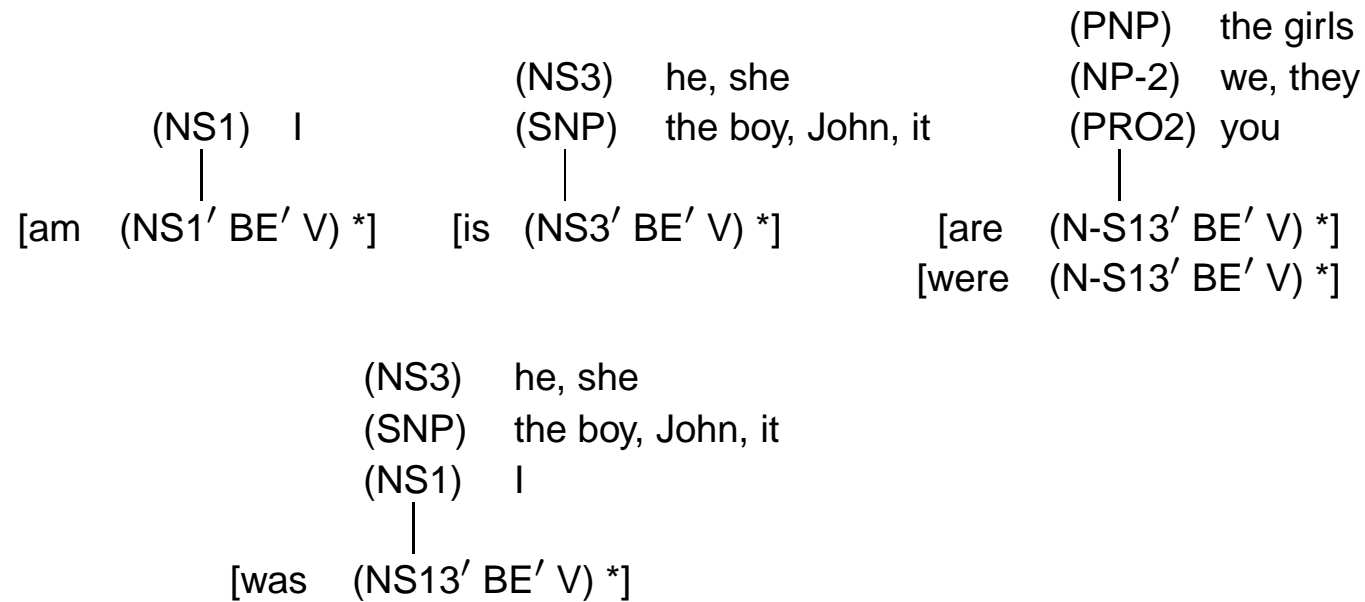 (PNP) the girls
(NS3) he, she (NP-2) we, they
(NS1) I (SNP) the boy, John, it (PRO2) you
[am (NS1′ BE′ V) *] [is (NS3′ BE′ V) *] [are (N-S13′ BE′ V) *]
[were (N-S13′ BE′ V) *]
(NS3) he, she
(SNP) the boy, John, it
(NS1) I
[was (NS13′ BE′ V) *]